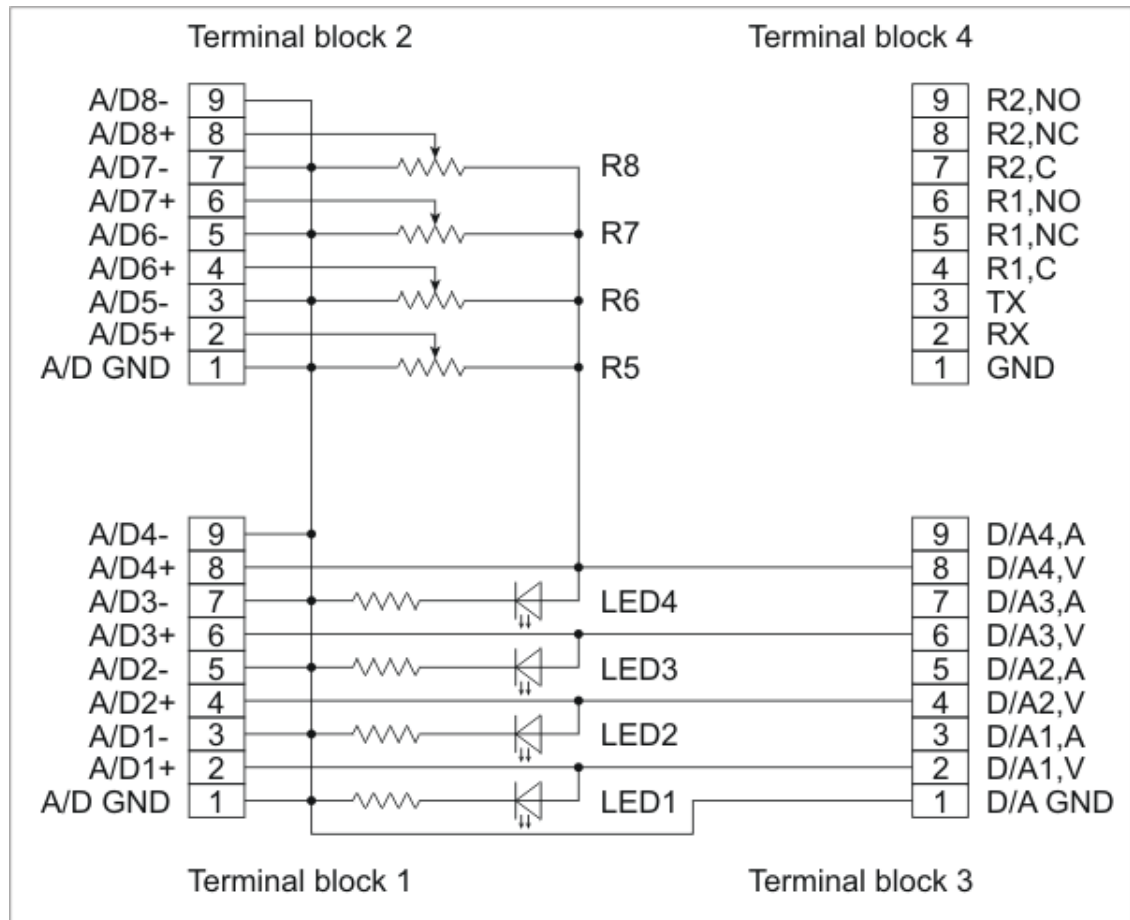 Terminal block 2 Terminal block 4
A/D8- 9 9 R2,NO
A/D8+ 8 8 R2,NC
A/D7- 7 R8 7 R2,C
A/D7+ 6 6 R1,NO
A/D6- 5 R7 5 R1,NC
A/D6+ 4 4 R1,C
A/D5- 3 R6 3 TX
A/D5+ 2 2 RX
A/D GND 1 R5 1 GND
A/D4- 9 9 D/A4,A
A/D4+ 8 8 D/A4,V
A/D3- 7 LED4 7 D/A3,A
A/D3+ 6 6 D/A3,V
A/D2- 5 LED3 5 D/A2,A
A/D2+ 4 4 D/A2,V
A/D1- 3 LED2 3 D/A1,A
A/D1+ 2 2 D/A1,V
A/D GND 1 LED1 1 D/A GND
Terminal block 1 Terminal block 3